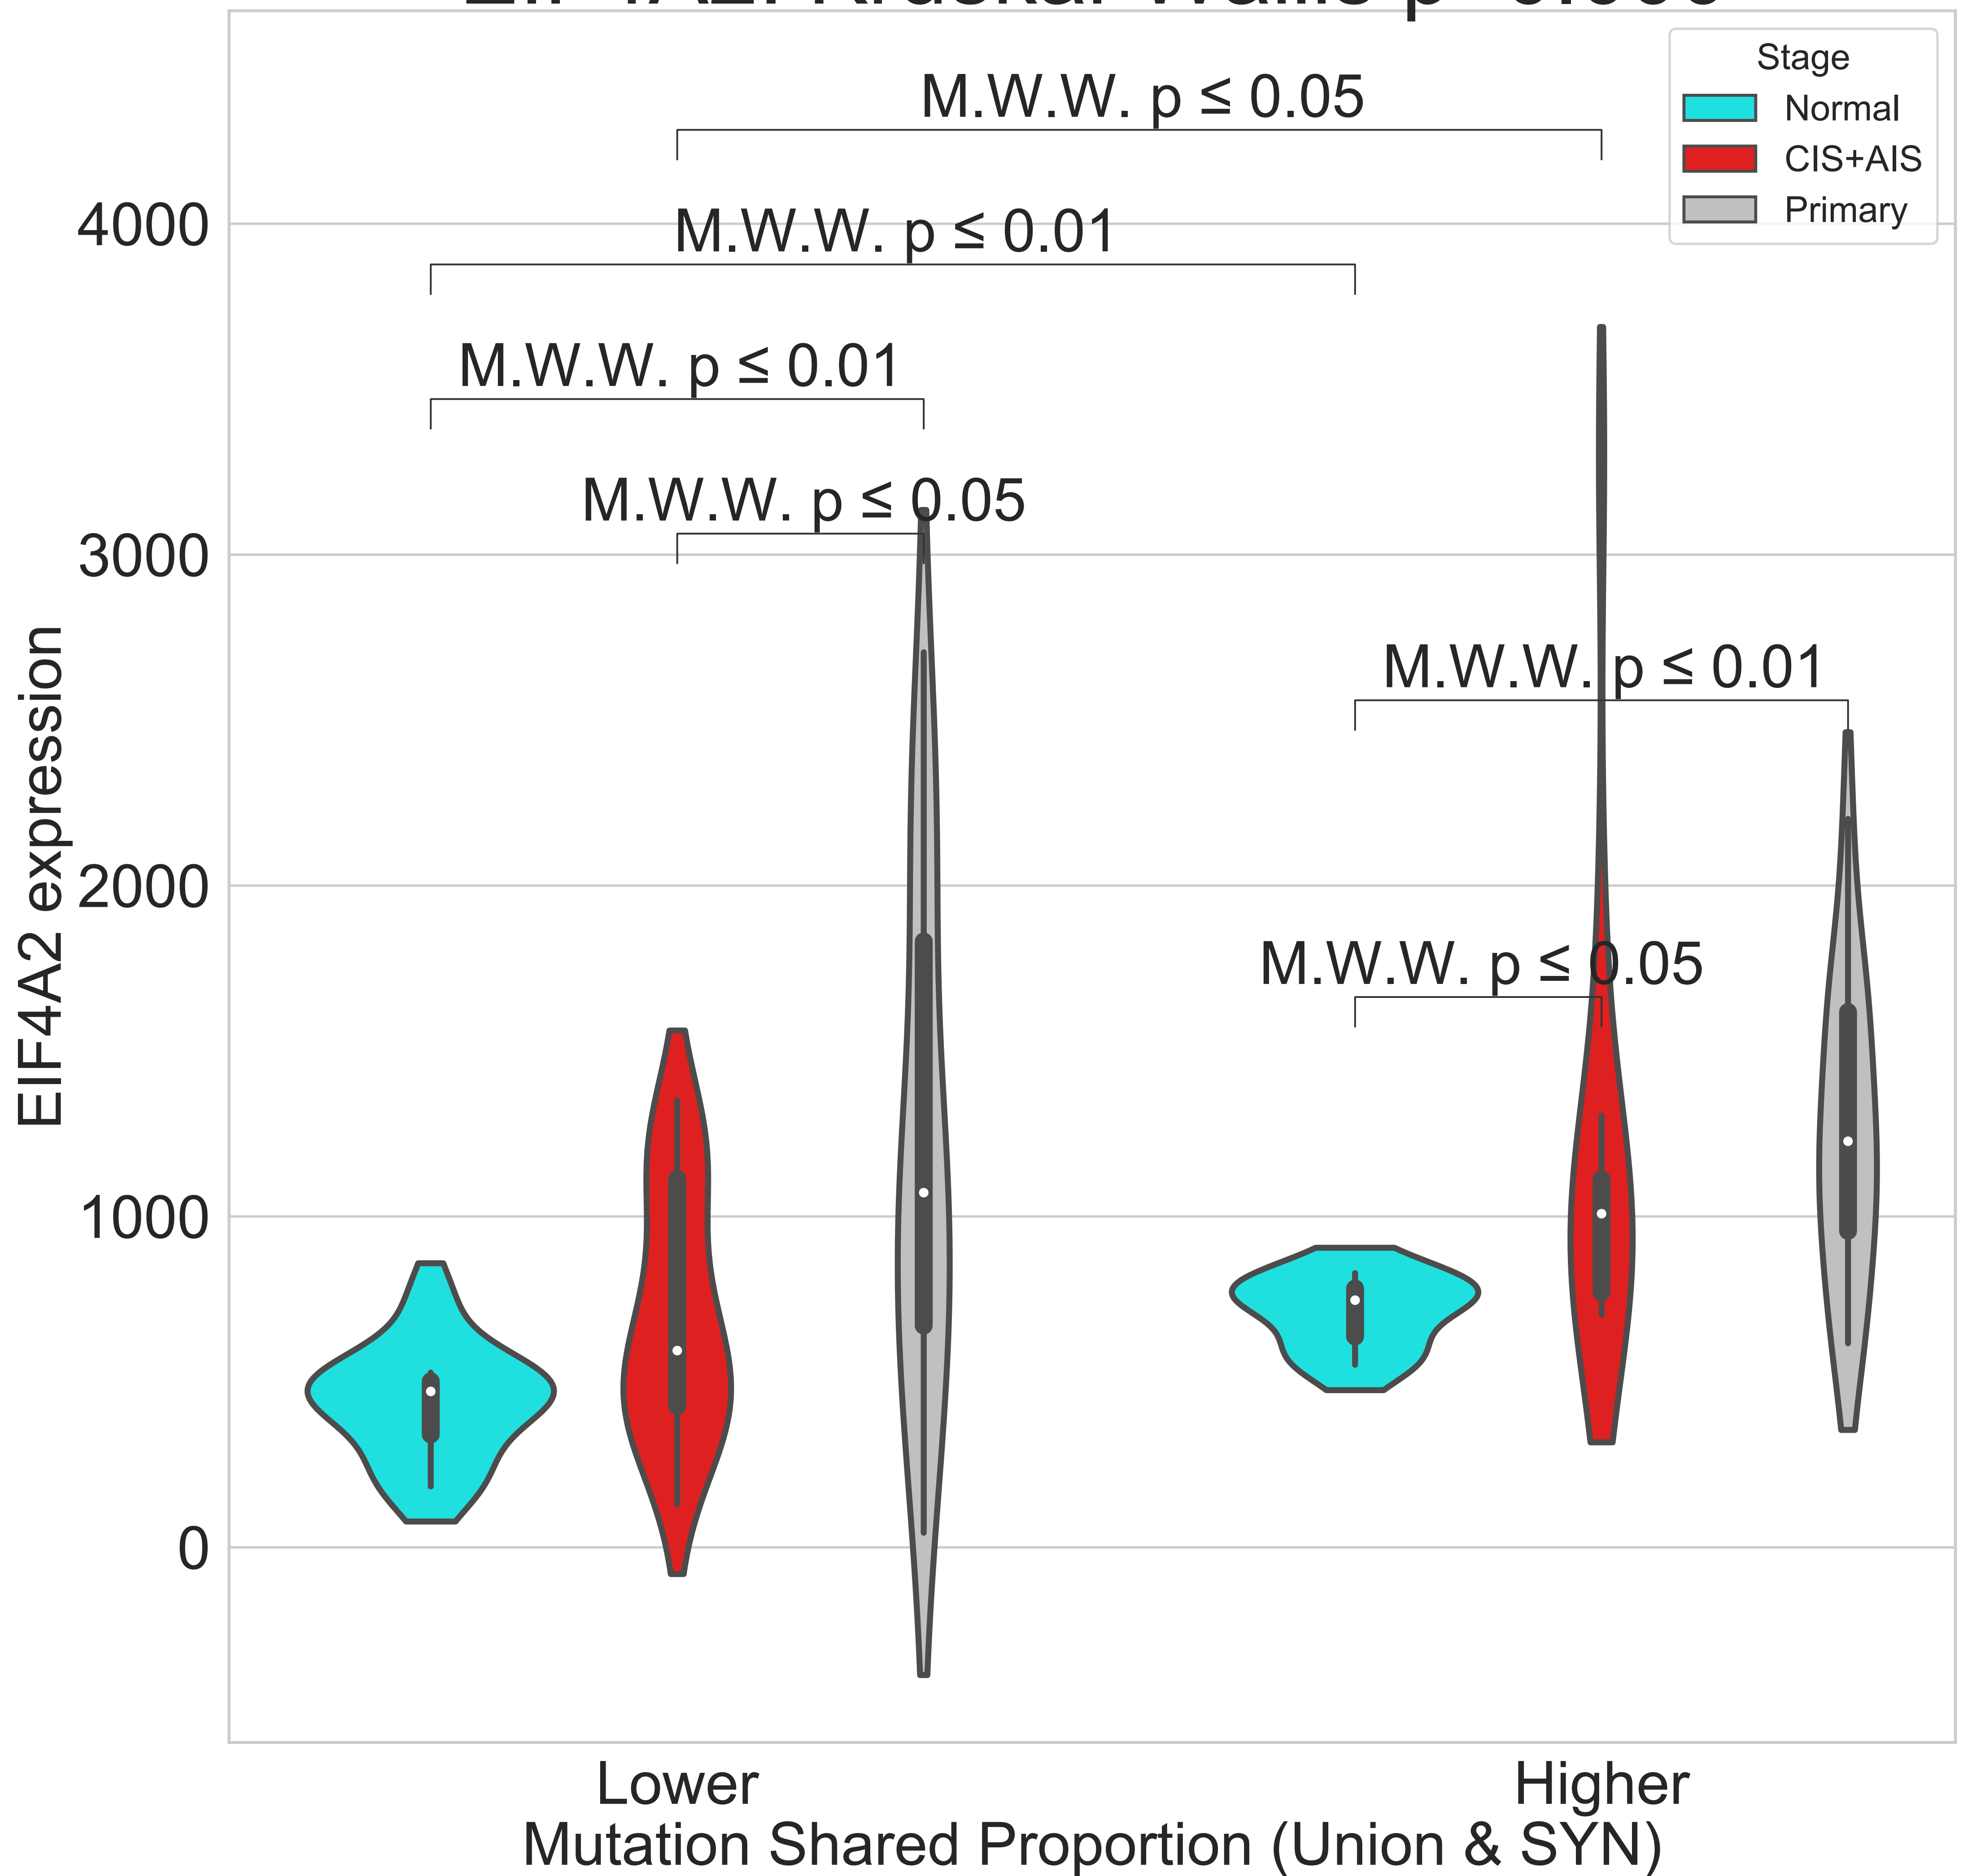 Stage
Normal
CIS+AIS
Primary
M.W.W. p ≤ 0.05
M.W.W. p ≤ 0.01
M.W.W. p ≤ 0.01
M.W.W. p ≤ 0.05
M.W.W. p ≤ 0.01
M.W.W. p ≤ 0.05
EIF4A2 expression
4000
3000
2000
1000
0
Lower
Higher
Mutation Shared Proportion (Union & SYN)